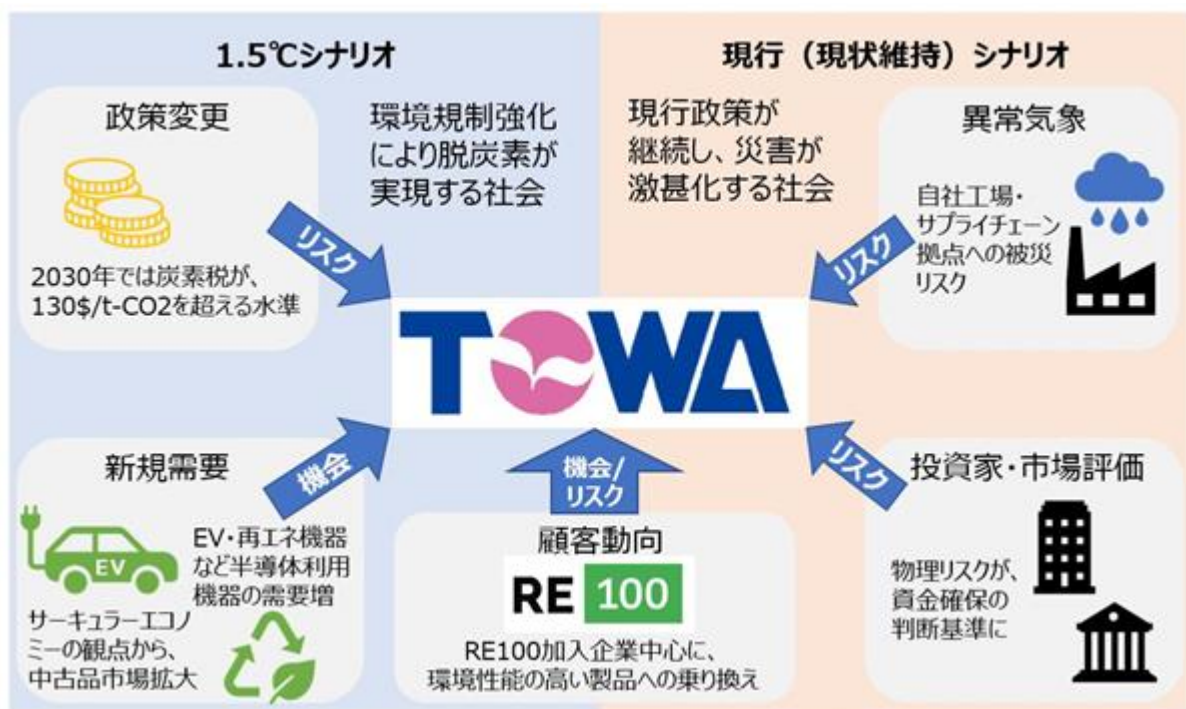 1.5℃シナリオ
現行（現状維持）シナリオ
政策変更
2030年では炭素税が、
130$/t-CO2を超える水準
リスク
環境規制強化
により脱炭素が
実現する社会
現行政策が
継続し、災害が
激甚化する社会
異常気象
自社工場・
サプライチェーン
拠点への被災
リスク
リスク
TOWA
新規需要
EV
EV・再エネ機器
など半導体利用
機器の需要増
サーキュラーエコノ
ミーの観点から、
中古品市場拡大
機会
機会/
リスク
顧客動向
RE 100
RE100加入企業中心に、
環境性能の高い製品への乗り換え
リスク
投資家・市場評価
物理リスクが、
資金確保の
判断基準に